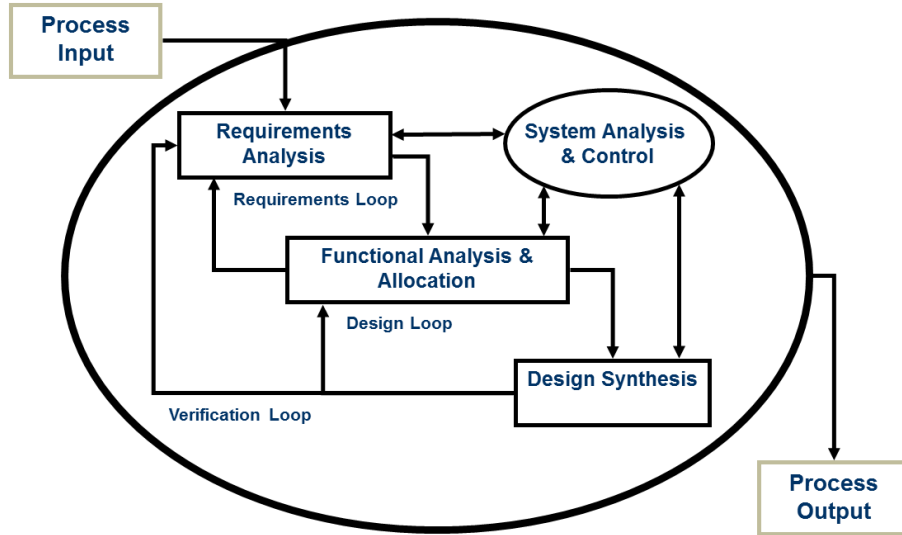 Process
Input
Requirements
Analysis
System Analysis
& Control
Requirements Loop
Functional Analysis &
Allocation
Design Loop
Design Synthesis
Verification Loop
Process
Output